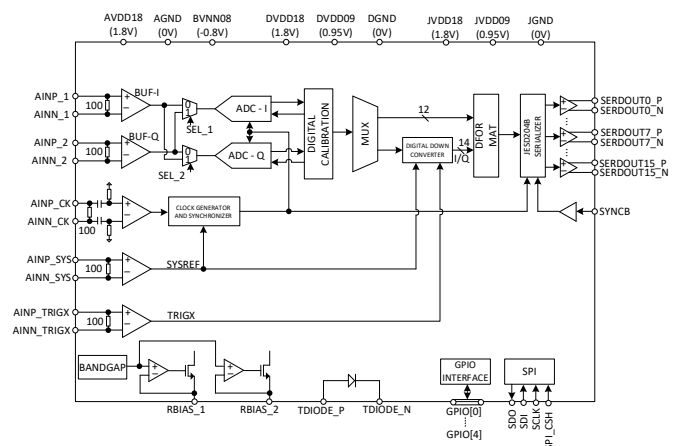 AVDD18 AGND BVNN08 DVDD18 DVDD09 DGND JVDD18 JVDD09 JGND
(1.8V) (0V) (-0.8V) (1.8V) (0.95V) (0V) (1.8V) (0.95V) (0V)
AINP_1
100
AINN_1
BUF-I
0
1
SEL_1
ADC - I
AINP_2
100
AINN_2
BUF-Q
0
1
SEL_2
ADC - Q
DIGITAL
CALIBRATION
MUX
12
DIGITAL DOWN
CONVERTER
14
I/Q
DFOR
MAT
JESD204B
SERIALIZER
SERDOUT0_P
SERDOUT0_N
SERDOUT7_P
SERDOUT7_N
SERDOUT15_P
SERDOUT15_N
AINP_CK
AINN_CK
100
CLOCK GENERATOR
AND SYNCHRONIZER
SYNCB
AINP_SYS
100
AINN_SYS
SYSREF
AINP_TRIGX
100
AINN_TRIGX
TRIGX
BANDGAP
RBIAS_1
RBIAS_2
TDIODE_P
TDIODE_N
GPIO
INTERFACE
GPIO[0]
GPIO[4]
SPI
SDO
SDI
SCLK